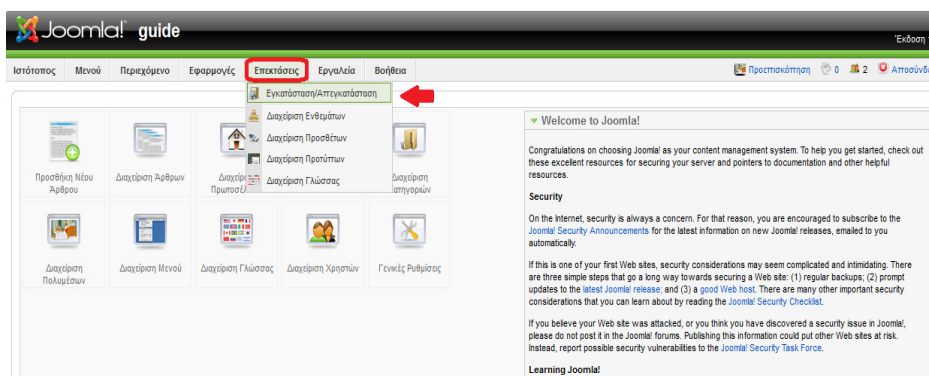 Joomla! guide
Έκδοση
Ιστότοπος Μενού Περιεχόμενο Εφαρμογές Επεκτάσεις Εργαλεία Βοήθεια
Προεπισκόπηση 0 2
Εγκατάσταση/Απεγκατάσταση
Διαχείριση Ενθεμάτων
Διαχείριση Προσθέτων
Διαχείριση Προτύπων
Διαχείριση Γλώσσας
Προσθήκη Νέου
Άρθρου
Διαχείριση Άρθρων
Διαχείριση
Διαχείριση
Πολυμέσων
Διαχείριση Μενού
Διαχείριση Γλώσσας
Διαχείριση Χρηστών
Γενικές Ρυθμίσεις
Welcome to Joomla!
Congratulations on choosing Joomla! as your content management system. To help you get started, check out
these excellent resources for securing your server and pointers to documentation and other helpful
resources.
Security
On the Internet, security is always a concern. For that reason, you are encouraged to subscribe to the
Joomla! Security Announcements for the latest information on new Joomla! releases, emailed to you
automatically.
If this is one of your first Web sites, security considerations may seem complicated and intimidating. There
are three simple steps that go a long way towards securing a Web site: (1) regular backups; (2) prompt
updates to the latest Joomla! release; and (3) a good Web host. There are many other important security
considerations that you can learn about by reading the Joomla! Security Checklist.
If you believe your Web site was attacked, or you think you have discovered a security issue in Joomla!,
please do not post it in the Joomla! forums. Publishing this information could put other Web sites at risk.
Instead, report possible security vulnerabilities to the Joomla! Security Task Force.
Learning Joomla!